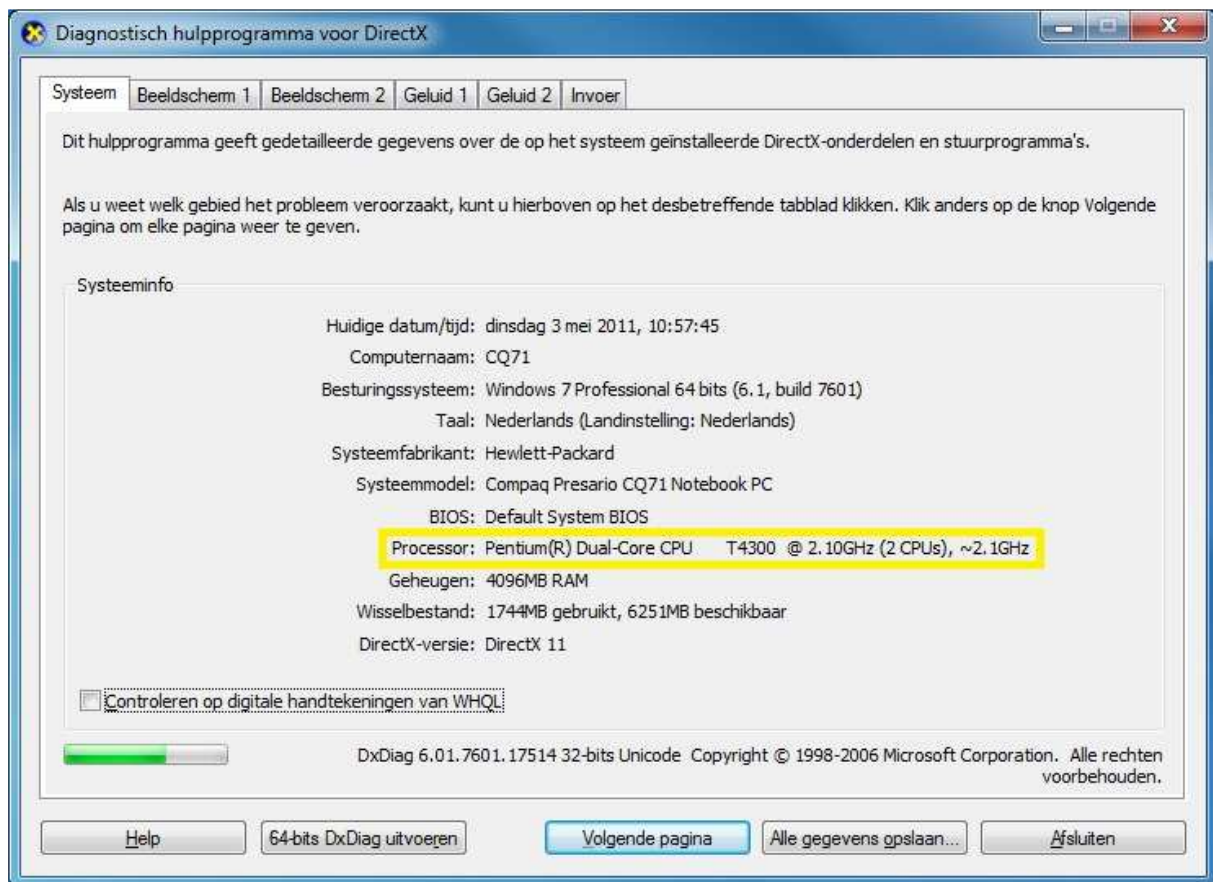 Diagnostisch hulpprogramma voor DirectX
Systeem Beeldscherm 1 Beeldscherm 2 Geluid 1 Geluid 2 Invoer
Dit hulpprogramma geeft gedetailleerde gegevens over de op het systeem geïnstalleerde DirectX-onderdelen en stuurprogramma's.
Als u weet welk gebied het probleem veroorzaakt, kunt u hierboven op het desbetreffende tabblad klikken. Klik anders op de knop Volgende
pagina om elke pagina weer te geven.
Systeeminfo
Huidige datum/tijd: dinsdag 3 mei 2011, 10:57:45
Computernaam: CQ71
Besturingssysteem: Windows 7 Professional 64 bits (6.1, build 7601)
Taal: Nederlands (Landinstelling: Nederlands)
Systeemfabrikant: Hewlett-Packard
Systeemmodel: Compaq Presario CQ71 Notebook PC
BIOS: Default System BIOS
Processor: Pentium(R) Dual-Core CPU T4300 @ 2.10GHz (2 CPUs), ~2.1GHz
Geheugen: 4096MB RAM
Wisselbestand: 1744MB gebruikt, 6251MB beschikbaar
DirectX-versie: DirectX 11
Controleren op digitale handtekeningen van WHQL
DxDiag 6.01.7601.17514 32-bits Unicode Copyright © 1998-2006 Microsoft Corporation. Alle rechten
voorbehouden.
Help 64-bits DxDiag uitvoeren Volgende pagina Alle gegevens opslaan... Afsluiten